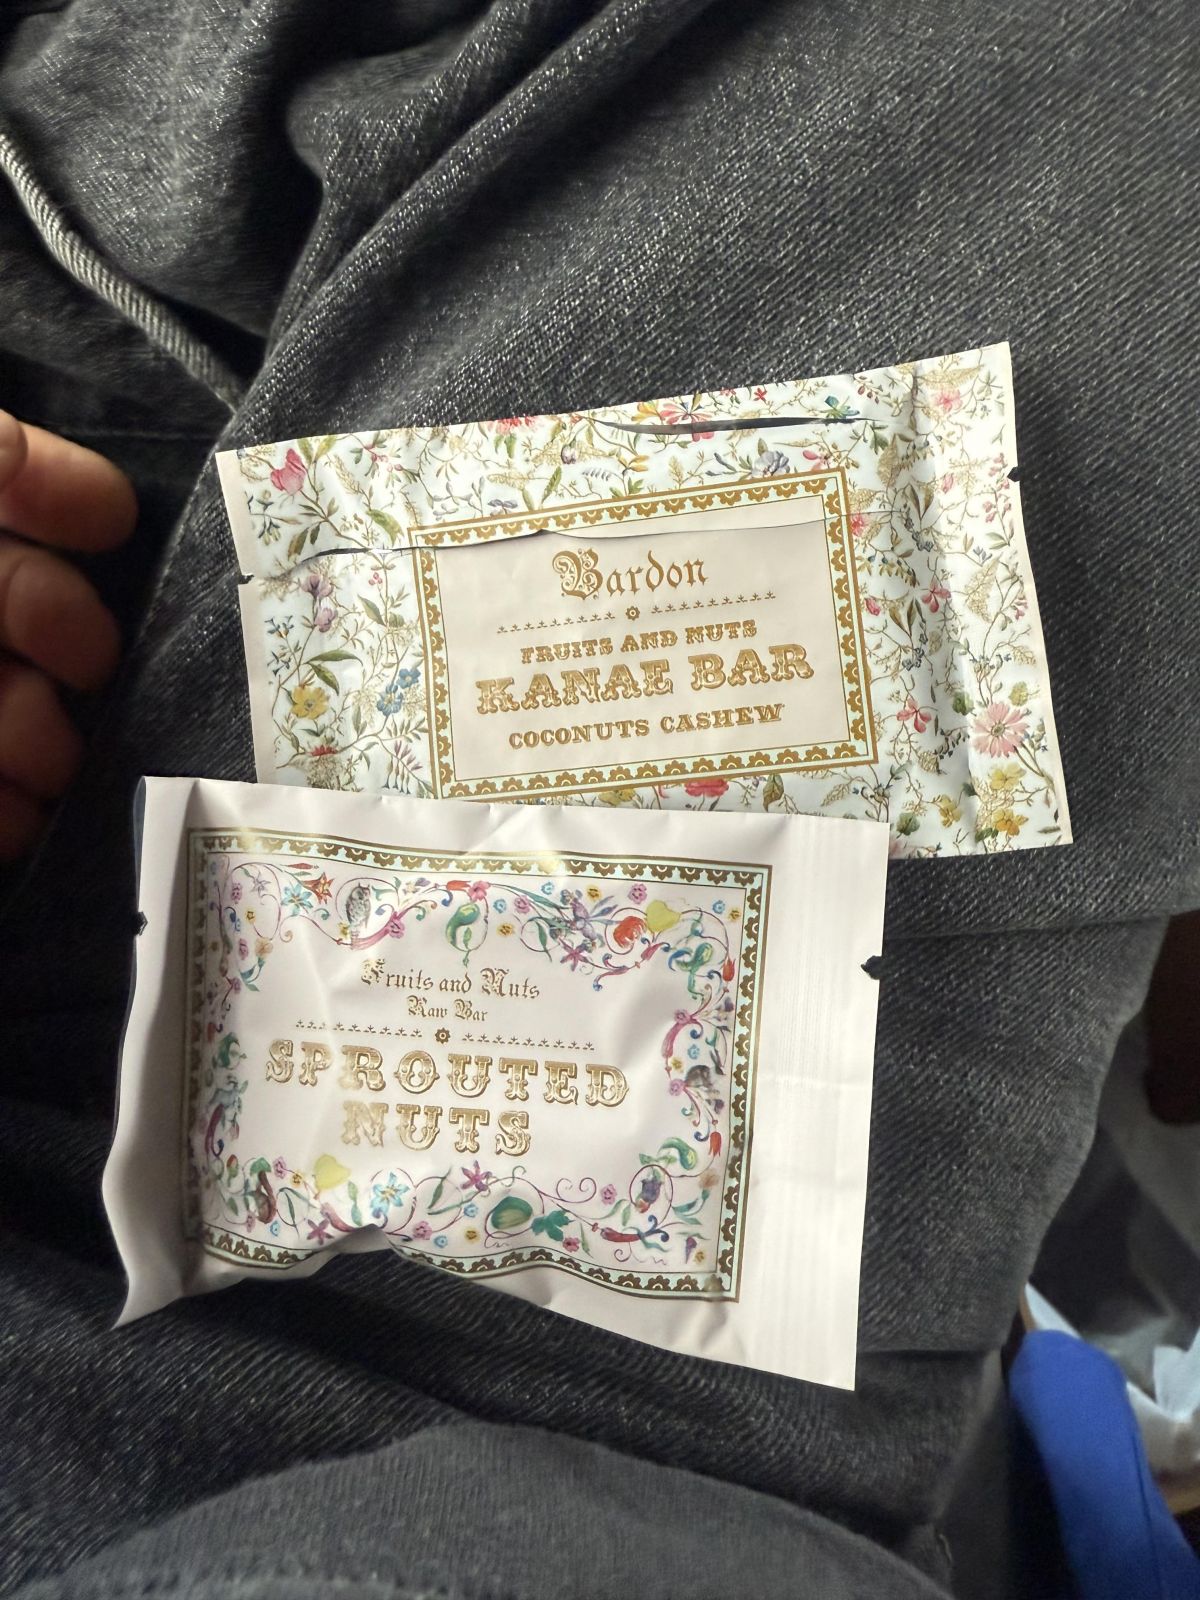 Bardon
FRUITS AND NUTS
KANAE BAR
COCONUTS CASHEW
Fruits and Nuts
Raw Bar
SPROUTED
NUTS